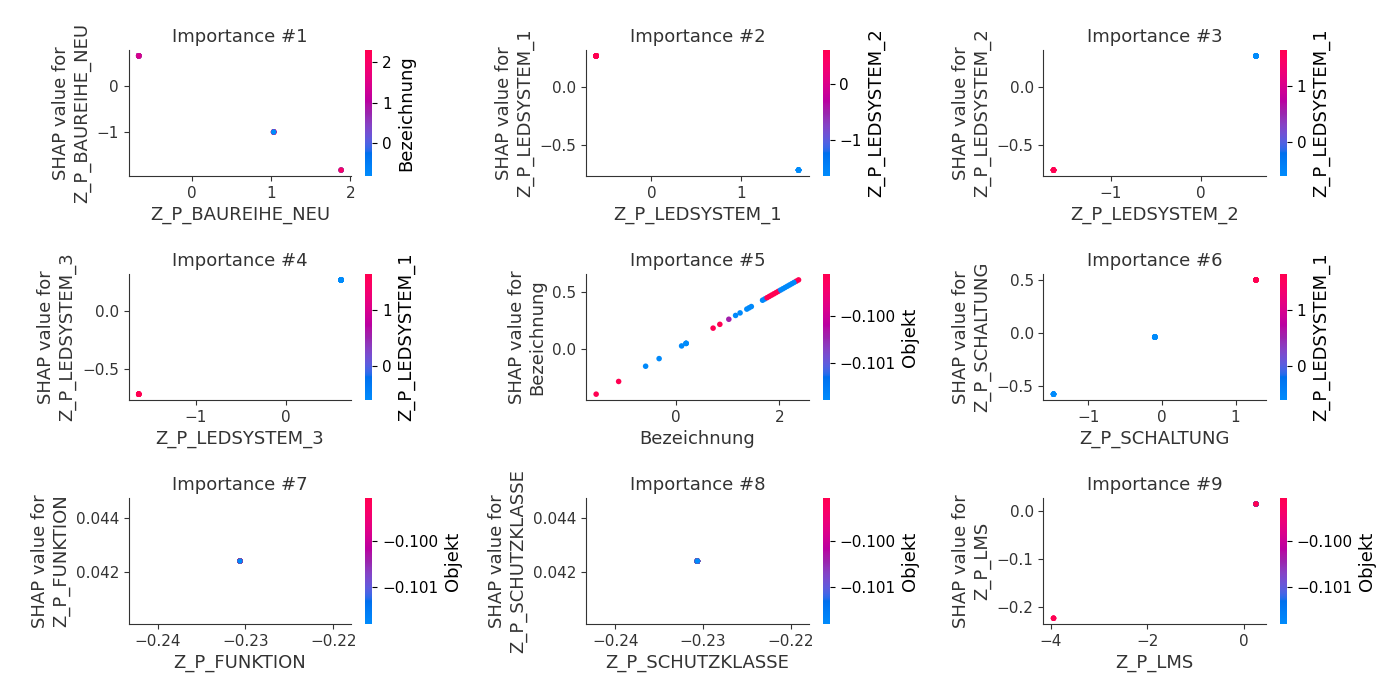 Importance #1
SHAP value for
Z_P_BAUREIHE_NEU
0
−1
0
1
2
Z_P_BAUREIHE_NEU
2
1
0
Bezeichnung
Importance #2
SHAP value for
Z_P_LEDSYSTEM_1
0.0
−0.5
0
1
Z_P_LEDSYSTEM_1
0
−1
Z_P_LEDSYSTEM_2
Importance #3
SHAP value for
Z_P_LEDSYSTEM_2
0.0
−0.5
−1
0
Z_P_LEDSYSTEM_2
1
0
Z_P_LEDSYSTEM_1
Importance #4
SHAP value for
Z_P_LEDSYSTEM_3
0.0
−0.5
−1
0
Z_P_LEDSYSTEM_3
1
0
Z_P_LEDSYSTEM_1
Importance #5
SHAP value for
Bezeichnung
0.5
0.0
0
2
Bezeichnung
−0.100
−0.101
Objekt
Importance #6
SHAP value for
Z_P_SCHALTUNG
0.5
0.0
−0.5
−1
0
1
Z_P_SCHALTUNG
1
0
Z_P_LEDSYSTEM_1
Importance #7
SHAP value for
Z_P_FUNKTION
0.044
0.042
−0.24
−0.23
−0.22
Z_P_FUNKTION
−0.100
−0.101
Objekt
Importance #8
SHAP value for
Z_P_SCHUTZKLASSE
0.044
0.042
−0.24
−0.23
−0.22
Z_P_SCHUTZKLASSE
−0.100
−0.101
Objekt
Importance #9
SHAP value for
Z_P_LMS
0.0
−0.1
−0.2
−4
−2
0
Z_P_LMS
−0.100
−0.101
Objekt